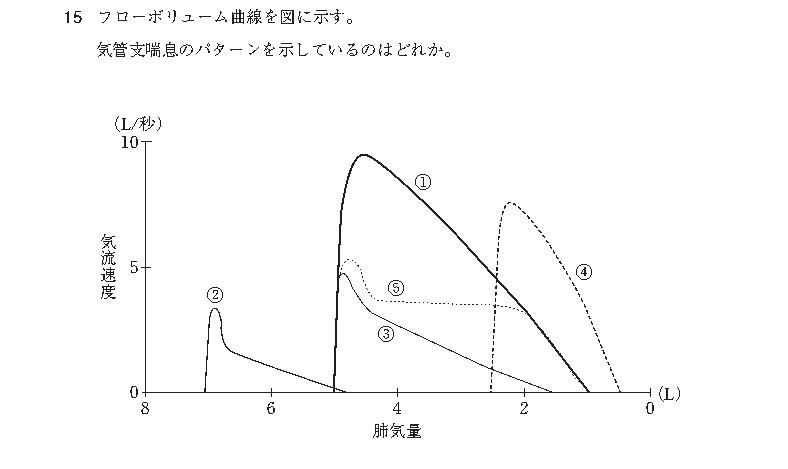 15 フローボリューム曲線を図に示す。
気管支喘息のパターンを示しているのはどれか。
(L/秒)
10
①
気流速度
5
④
②
⑤
③
0
8
6
4
2
0
(L)
肺気量